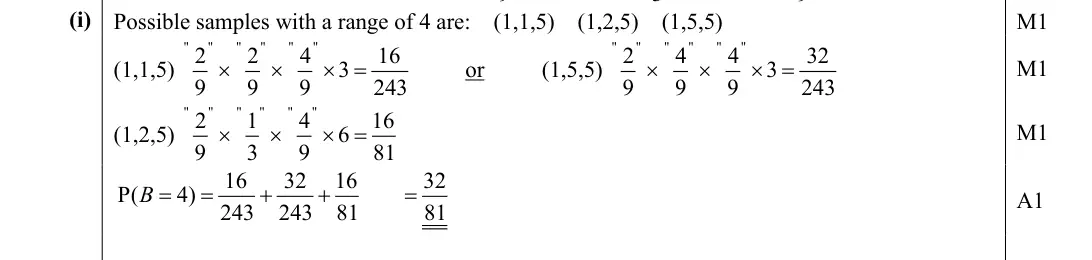 (i) Possible samples with a range of 4 are: (1,1,5) (1,2,5) (1,5,5) M1
(1,1,5) "2/9" × "2/9" × "4/9" × 3 = 16/243 or (1,5,5) "2/9" × "4/9" × "4/9" × 3 = 32/243 M1
(1,2,5) "2/9" × "1/3" × "4/9" × 6 = 16/81 M1
P(B = 4) = 16/243 + 32/243 + 16/81 = 32/81 A1